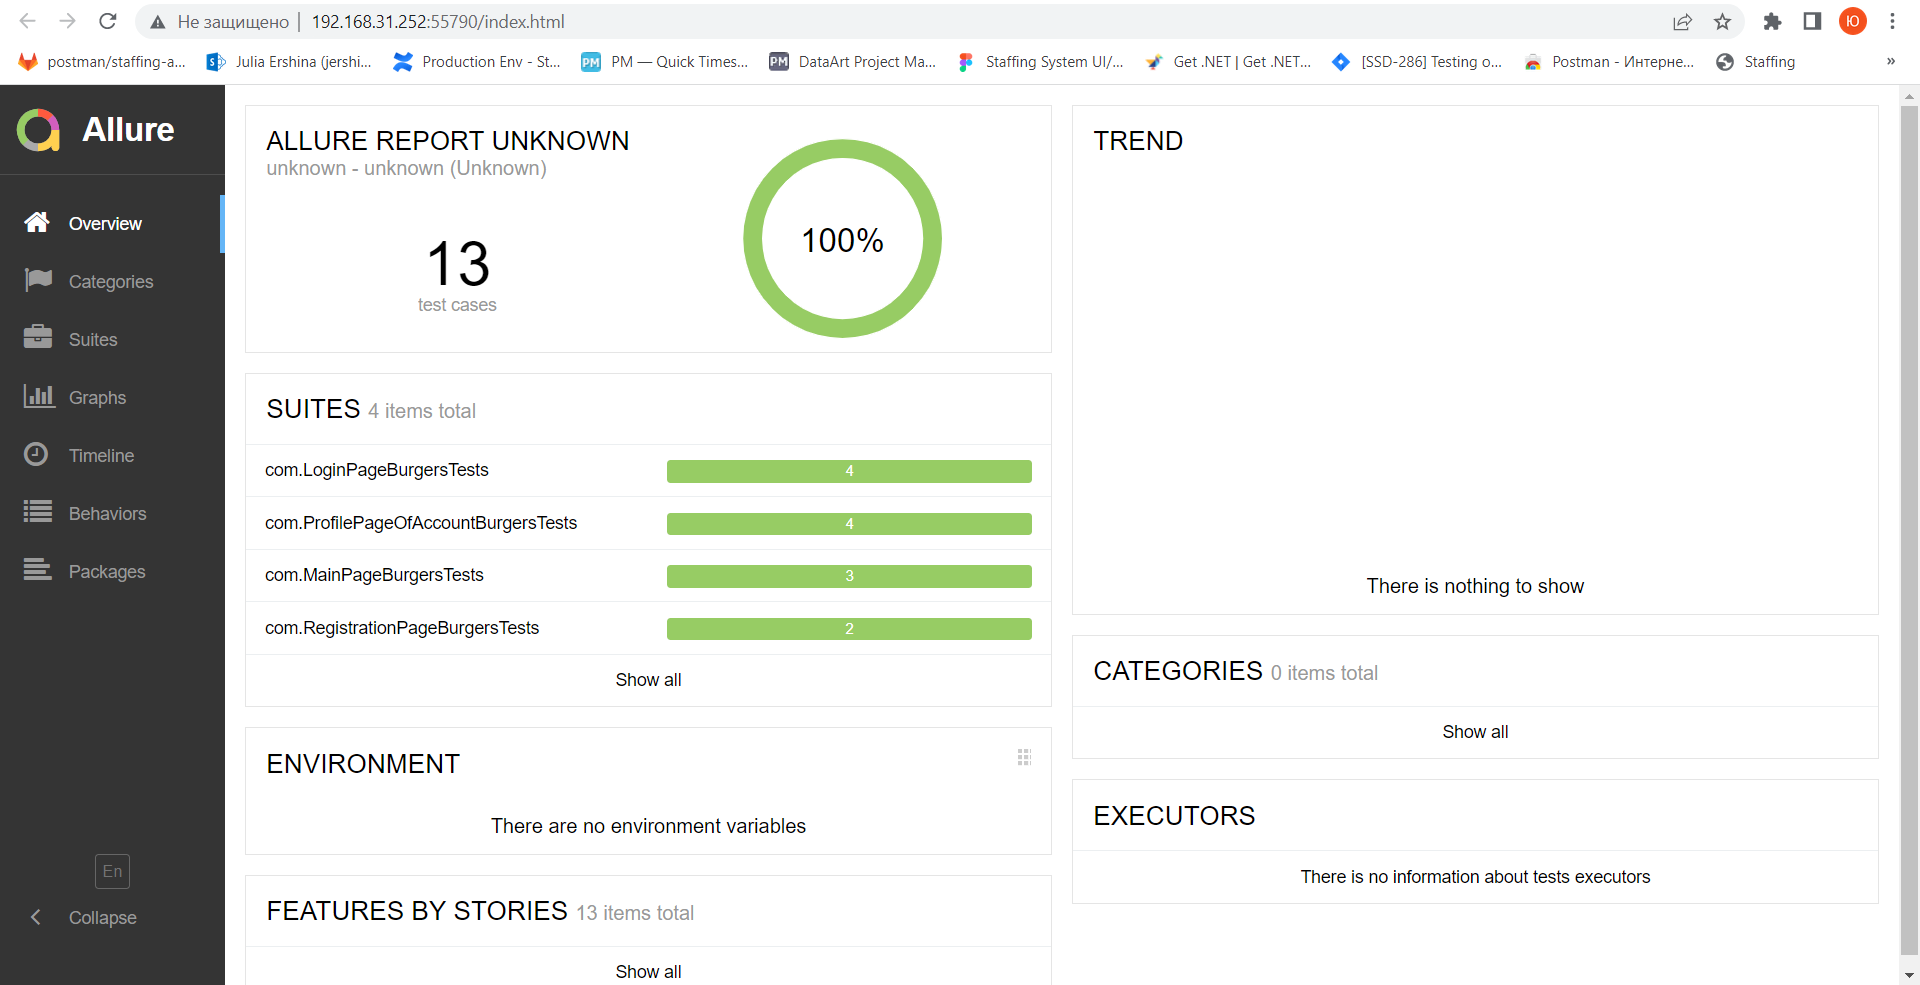 Не защищено | 192.168.31.252:55790/index.html
Ю
postman/staffing-a...
Julia Ershina (jershi...
Production Env - St...
PM
PM — Quick Times...
PM
DataArt Project Ma...
Staffing System UI/...
Get .NET | Get .NET...
[SSD-286] Testing o...
Postman - Интерне...
Staffing
»
Allure
Overview
Categories
Suites
Graphs
Timeline
Behaviors
Packages
En
Collapse
ALLURE REPORT UNKNOWN
unknown - unknown (Unknown)
13
test cases
100%
SUITES 4 items total
com.LoginPageBurgersTests 4
com.ProfilePageOfAccountBurgersTests 4
com.MainPageBurgersTests 3
com.RegistrationPageBurgersTests 2
Show all
ENVIRONMENT
There are no environment variables
FEATURES BY STORIES 13 items total
Show all
TREND
There is nothing to show
CATEGORIES 0 items total
Show all
EXECUTORS
There is no information about tests executors